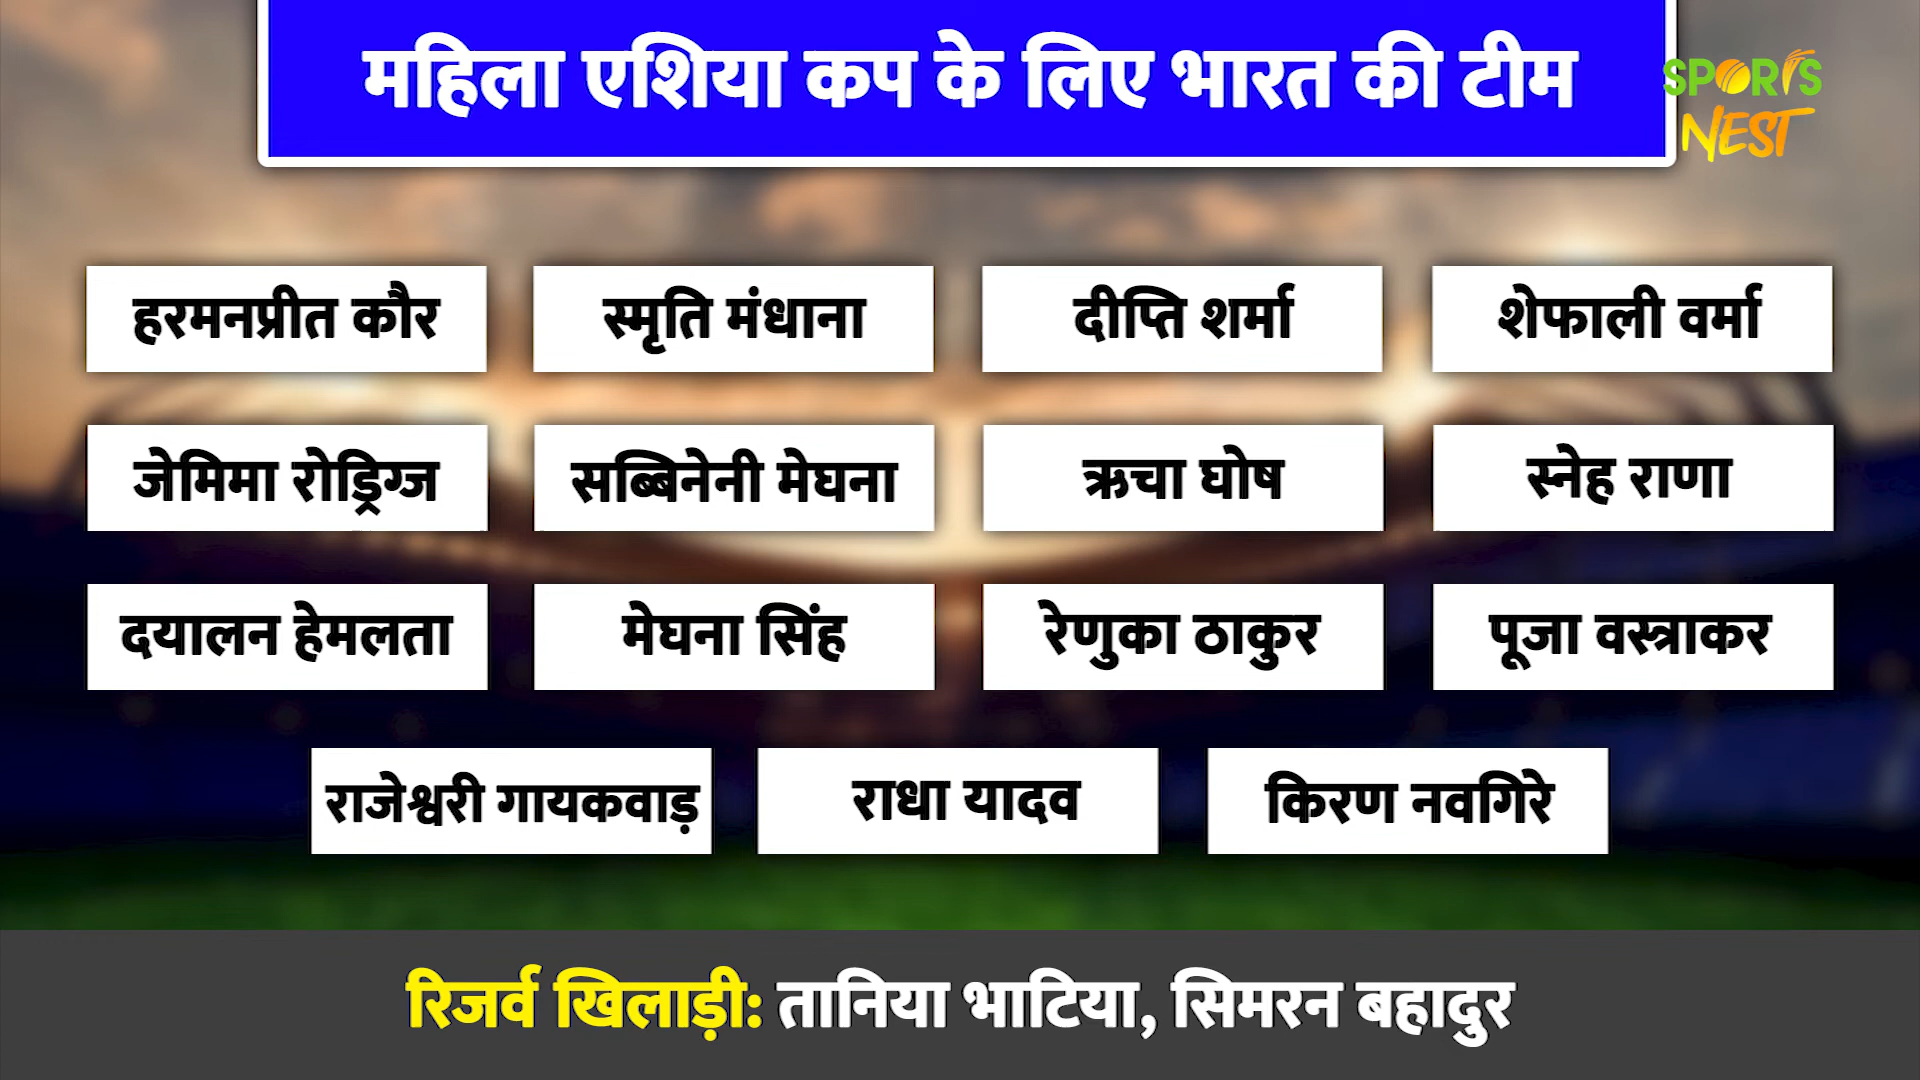 महिला एशिया कप के लिए भारत की टीम
SPORTS
NEST
हरमनप्रीत कौर
स्मृति मंधाना
दीप्ति शर्मा
शेफाली वर्मा
जेमिमा रोड्रिग्ज
सब्बिनेनी मेघना
ऋचा घोष
स्नेह राणा
दयालन हेमलता
मेघना सिंह
रेणुका ठाकुर
पूजा वस्त्राकर
राजेश्वरी गायकवाड़
राधा यादव
किरण नवगिरे
रिजर्व खिलाड़ी: तानिया भाटिया, सिमरन बहादुर